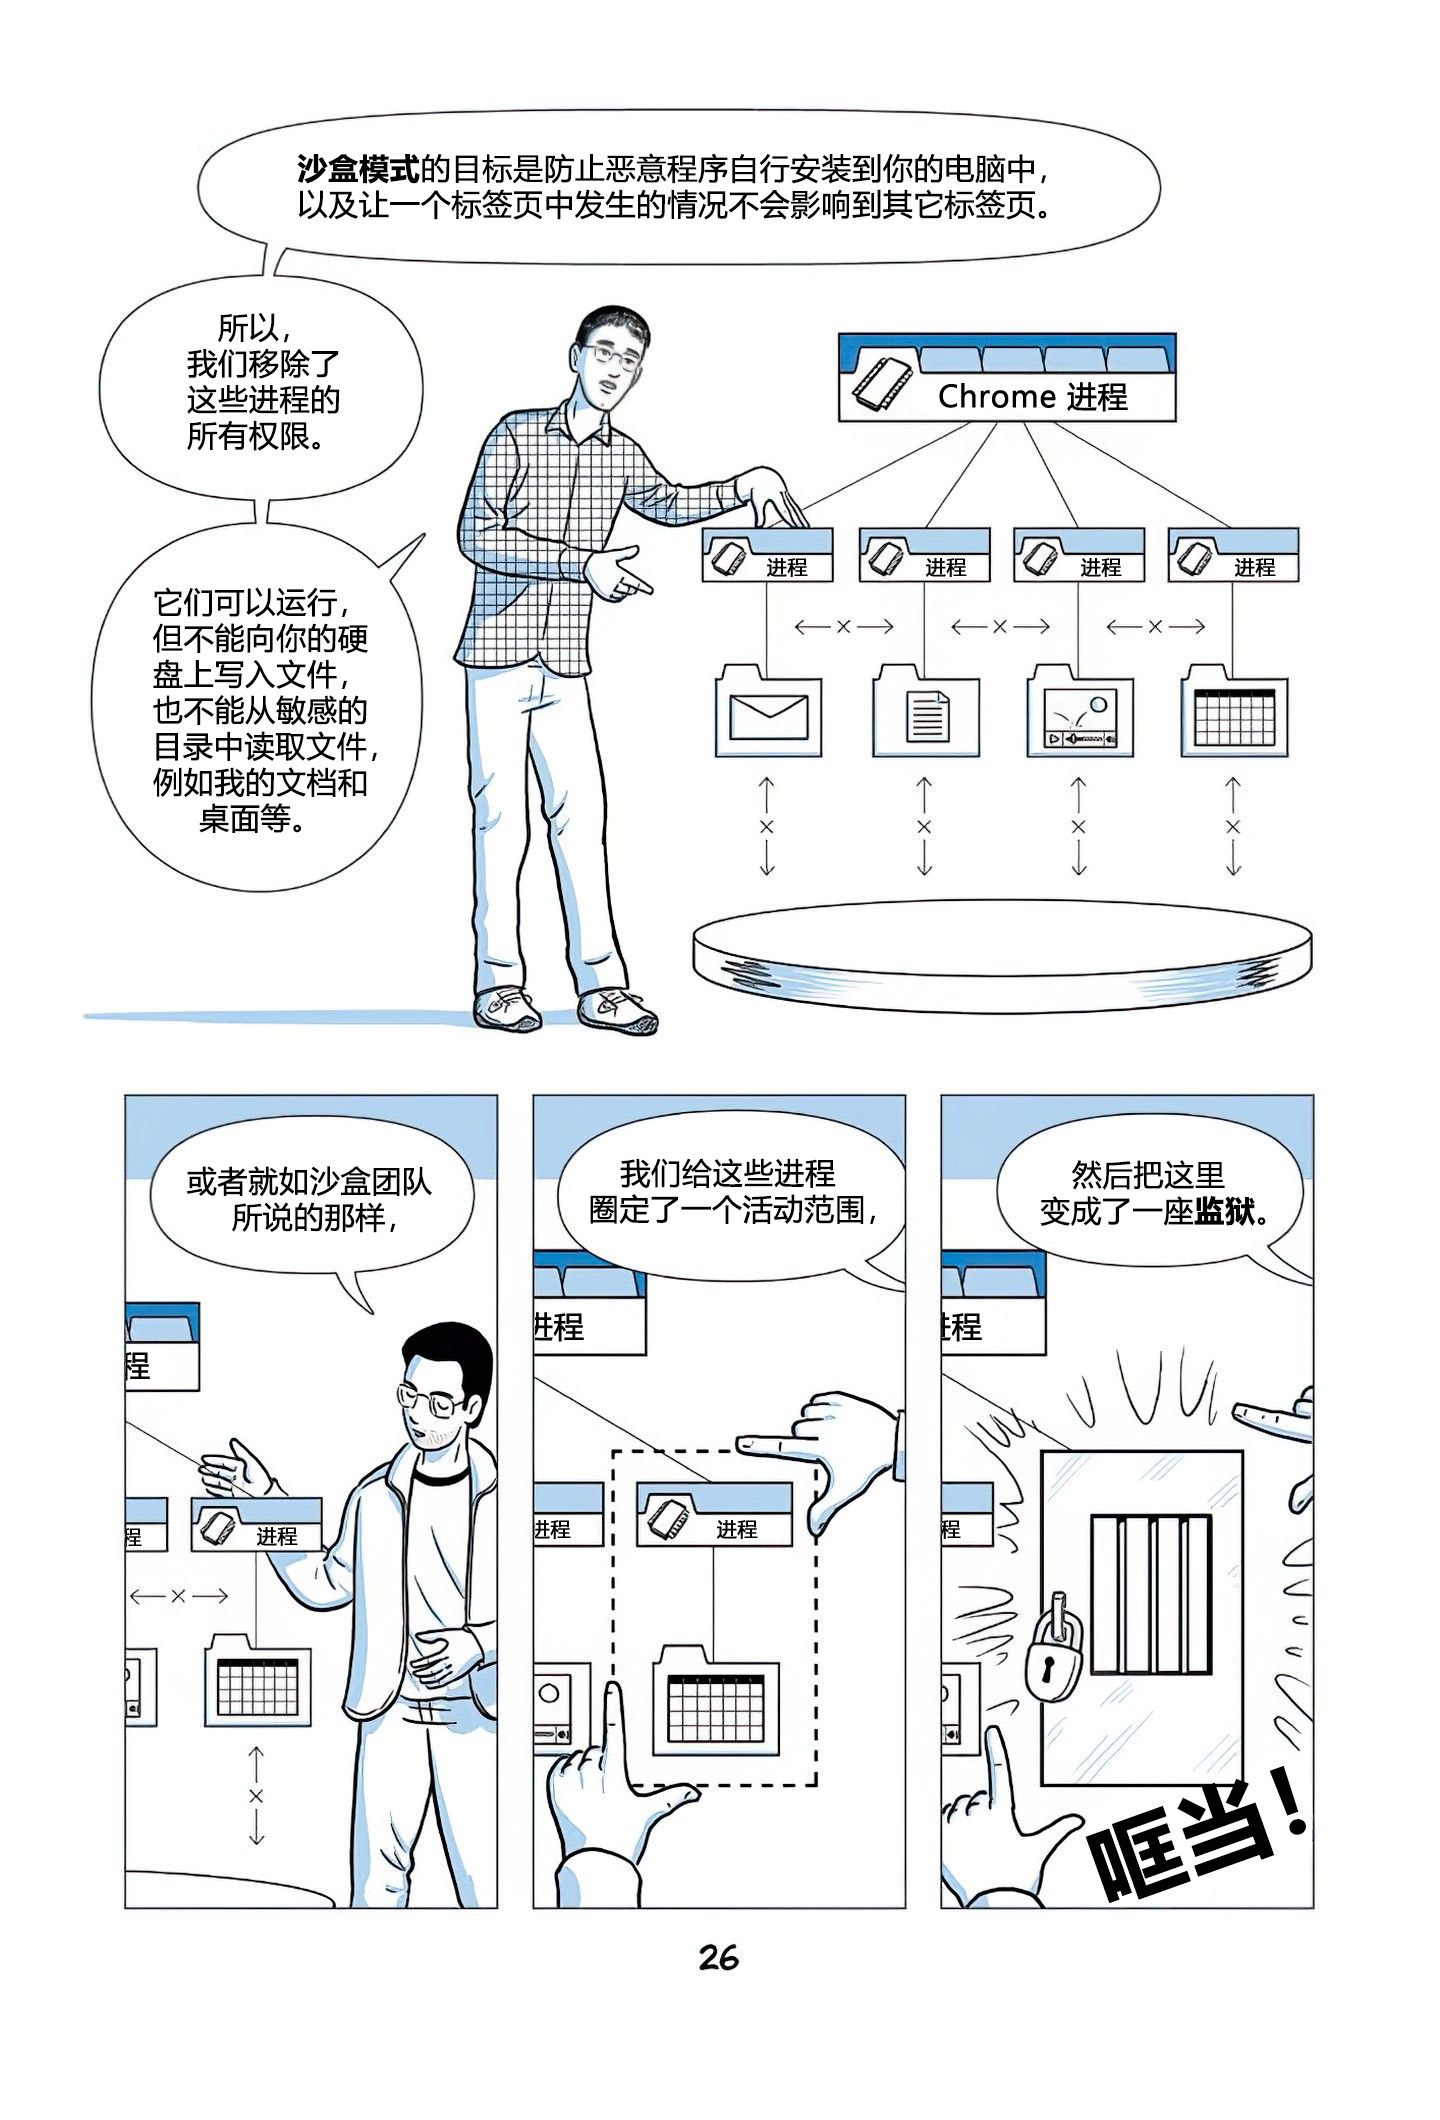 沙盒模式的目标是防止恶意程序自行安装到你的电脑中，
以及让一个标签页中发生的情况不会影响到其它标签页。
所以，
我们移除了
这些进程的
所有权限。
它们可以运行，
但不能向你的硬
盘上写入文件，
也不能从敏感的
目录中读取文件，
例如我的文档和
桌面等。
Chrome 进程
进程
进程
进程
进程
或者就如沙盒团队
所说的那样，
程
程
进程
我们给这些进程
圈定了一个活动范围，
进程
进程
进程
然后把这里
变成了一座监狱。
进程
程
哐当！
26